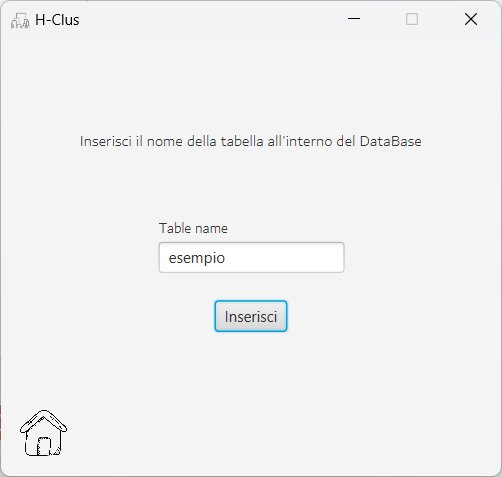 H-Clus
Inserisci il nome della tabella all'interno del DataBase
Table name
esempio
Inserisci